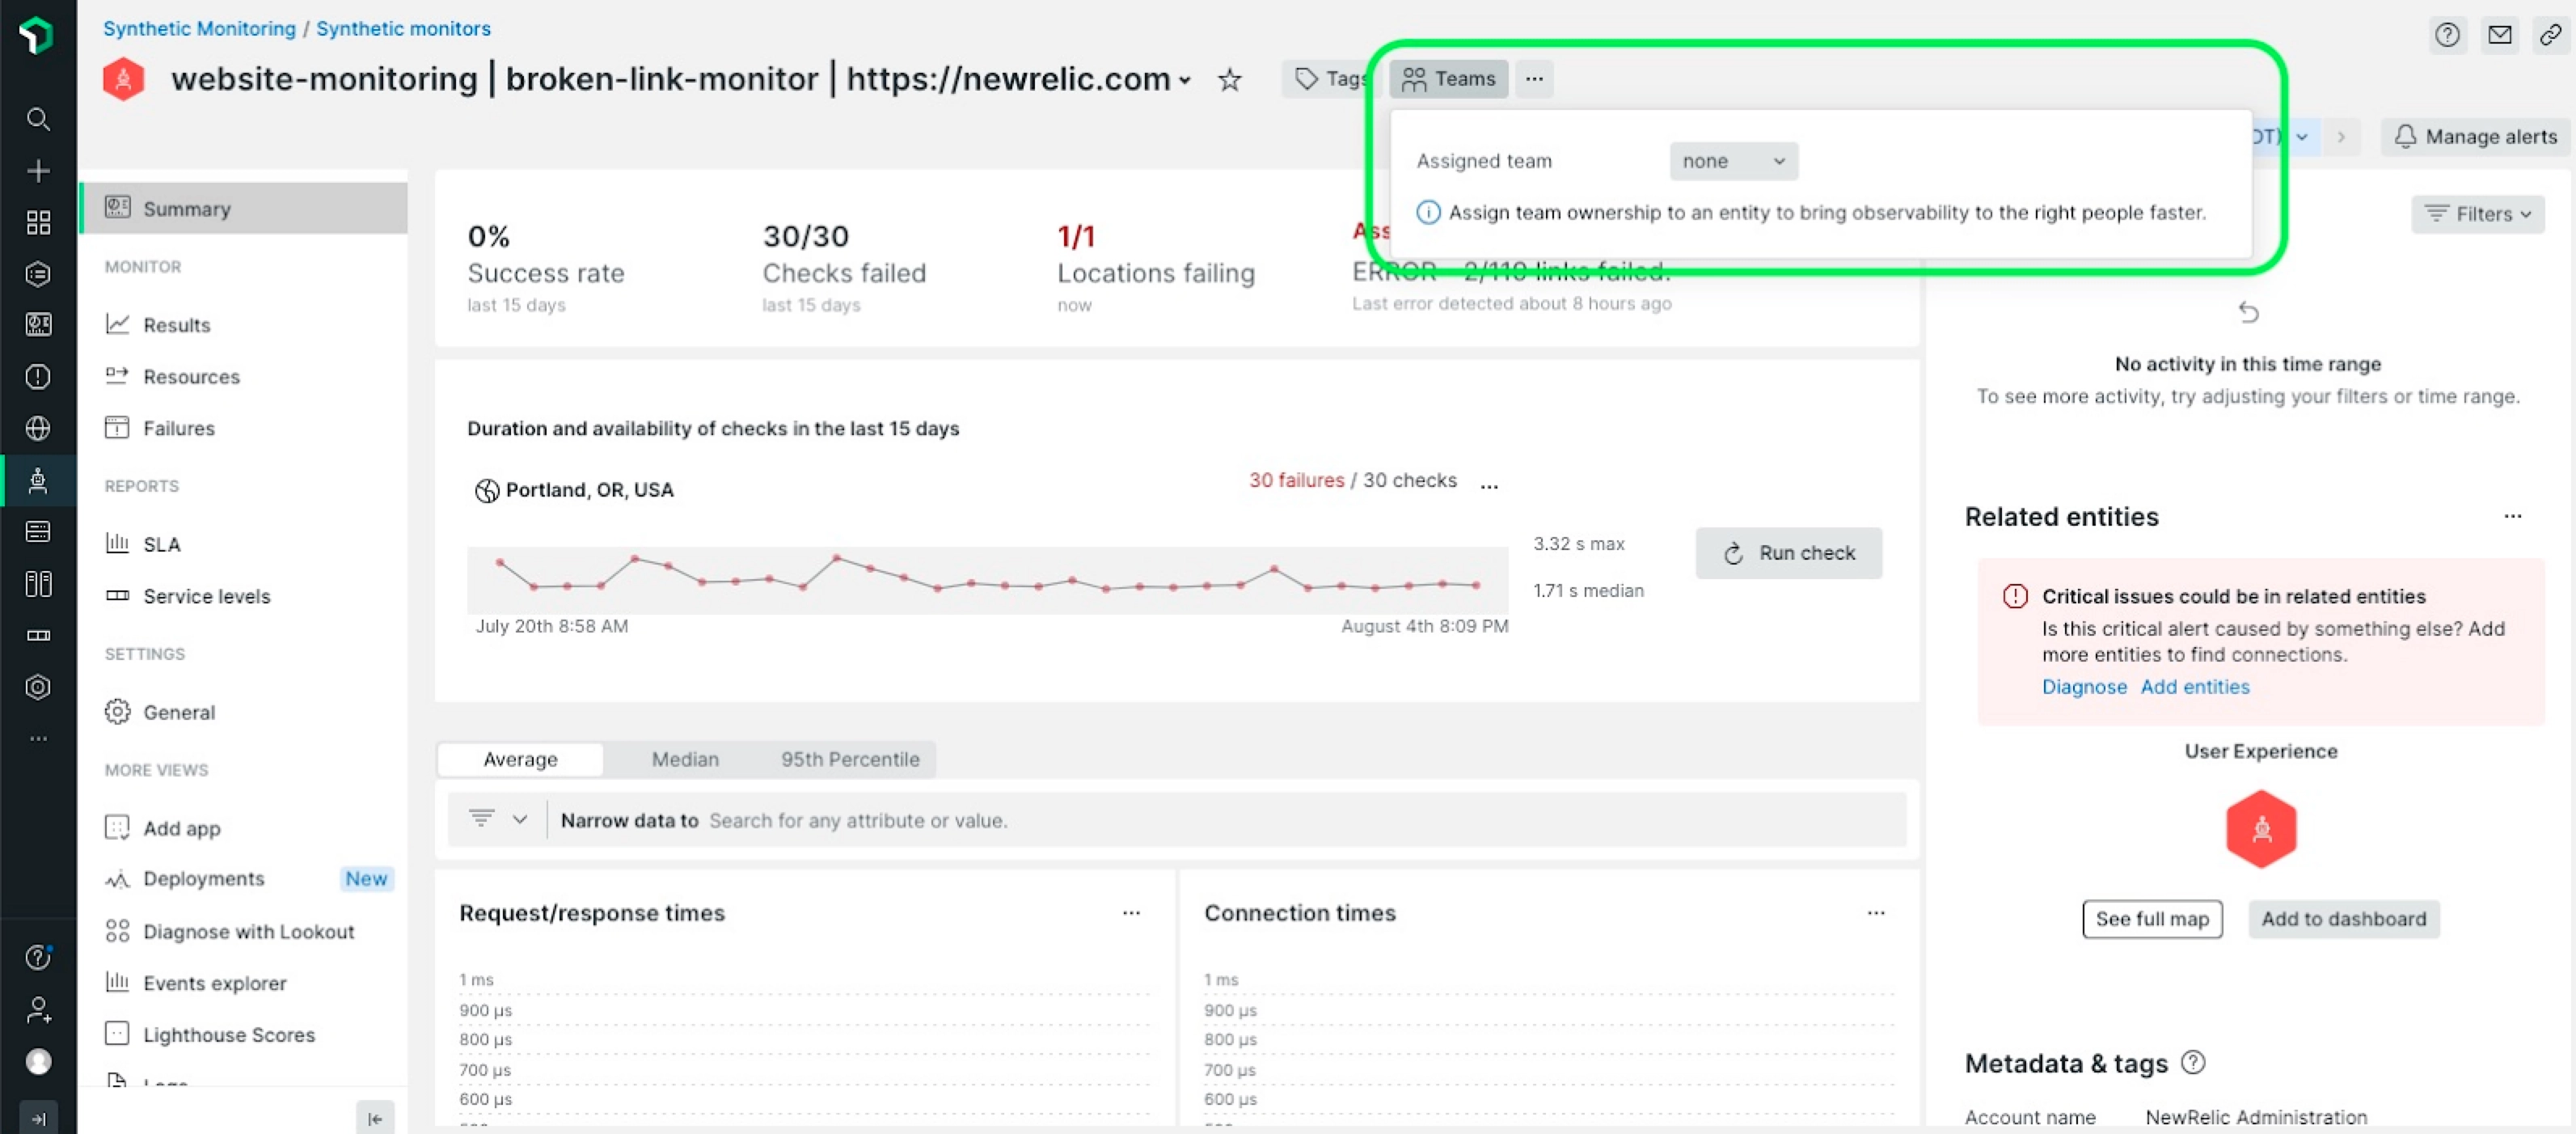 Synthetic Monitoring / Synthetic monitors
website-monitoring | broken-link-monitor | https://newrelic.com
Tags
Teams
...
Assigned team none
Assign team ownership to an entity to bring observability to the right people faster.
DT)
Manage alerts
Summary
MONITOR
Results
Resources
Failures
REPORTS
SLA
Service levels
SETTINGS
General
MORE VIEWS
Add app
Deployments New
Diagnose with Lookout
Events explorer
Lighthouse Scores
0%
Success rate
last 15 days
30/30
Checks failed
last 15 days
1/1
Locations failing
now
Ass
ERROR - 2/110 links failed.
Last error detected about 8 hours ago
Duration and availability of checks in the last 15 days
Portland, OR, USA
30 failures / 30 checks ...
3.32 s max
1.71 s median
Run check
July 20th 8:58 AM August 4th 8:09 PM
Average Median 95th Percentile
Narrow data to Search for any attribute or value.
Request/response times ...
1 ms
900 µs
800 µs
700 µs
600 µs
Connection times ...
1 ms
900 µs
800 µs
700 µs
600 µs
Filters
No activity in this time range
To see more activity, try adjusting your filters or time range.
Related entities ...
Critical issues could be in related entities
Is this critical alert caused by something else? Add
more entities to find connections.
Diagnose Add entities
User Experience
See full map Add to dashboard
Metadata & tags
Account name NewRelic Administration